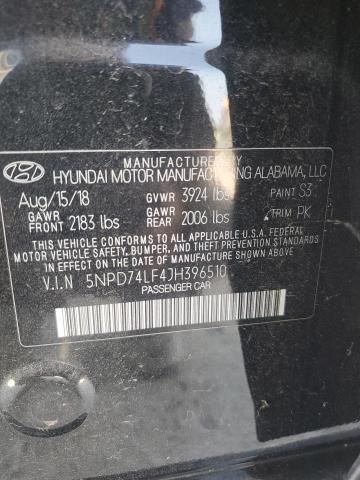 MANUFACTURED BY
HYUNDAI MOTOR MANUFACTURING ALABAMA, LLC
Aug/15/18 GVWR 3924 lbs PAINT S3
GAWR FRONT 2183 lbs GAWR REAR 2006 lbs TRIM PK
THIS VEHICLE CONFORMS TO ALL APPLICABLE U.S. FEDERAL
MOTOR VEHICLE SAFETY, BUMPER, AND THEFT PREVENTION
STANDARDS IN EFFECT ON THE DATE OF MANUFACTURE SHOWN ABOVE.
V.I.N 5NPD74LF4JH396510
PASSENGER CAR